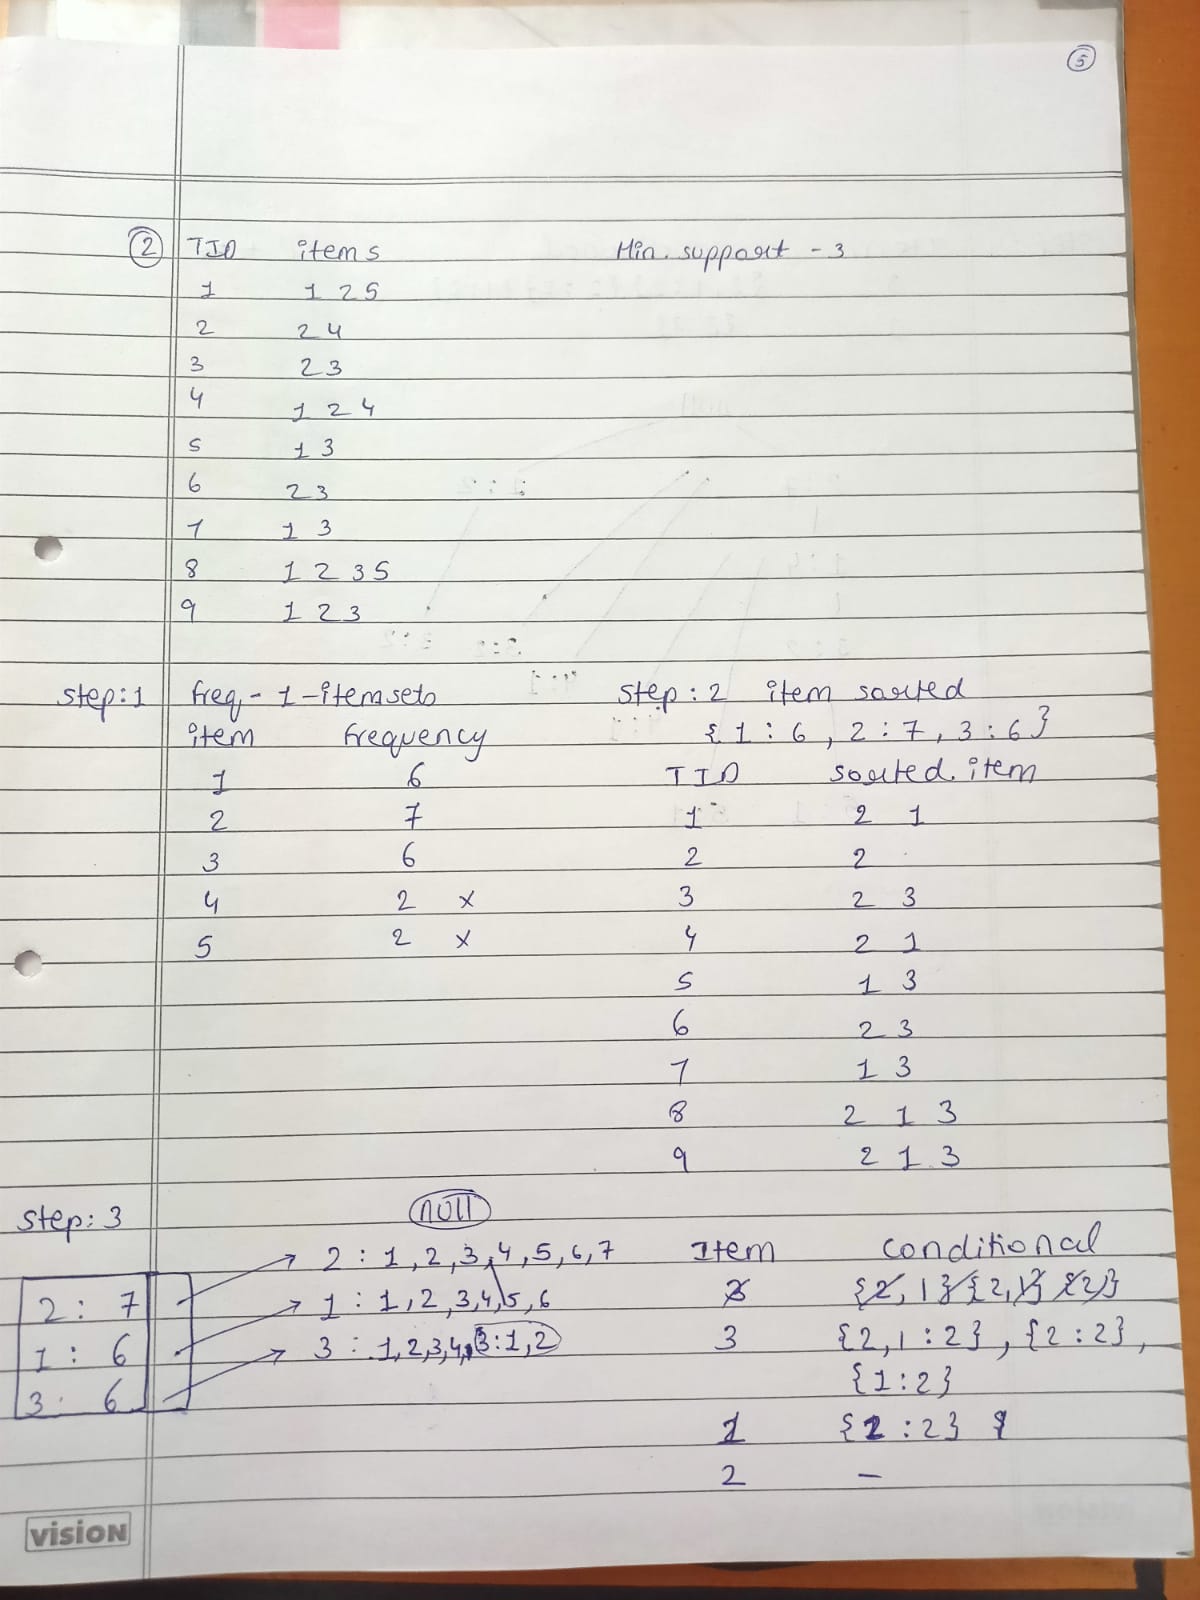 5
2 TID items Min. support - 3
1 1 2 5
2 2 4
3 2 3
4 1 2 4
5 1 3
6 2 3
7 1 3
8 1 2 3 5
9 1 2 3
Step:1 freq - 1 - itemsets
item frequency
1 6
2 7
3 6
4 2 x
5 2 x
Step:2 item sorted
{1 : 6 , 2 : 7 , 3 : 6}
TID sorted. item
1 2 1
2 2
3 2 3
4 2 1
5 1 3
6 2 3
7 1 3
8 2 1 3
9 2 1 3
Step: 3 null
2 : 7
1 : 6
3 : 6
2 : 1, 2, 3, 4, 5, 6, 7
1 : 1, 2, 3, 4, 5, 6
3 : 1, 2, 3, 4, 3:1, 2
Item conditional
{2, 1} {2, 1} {2}
3 {2, 1 : 2} , {2 : 2} ,
{1 : 2}
1 {2 : 2}
2 -
vision